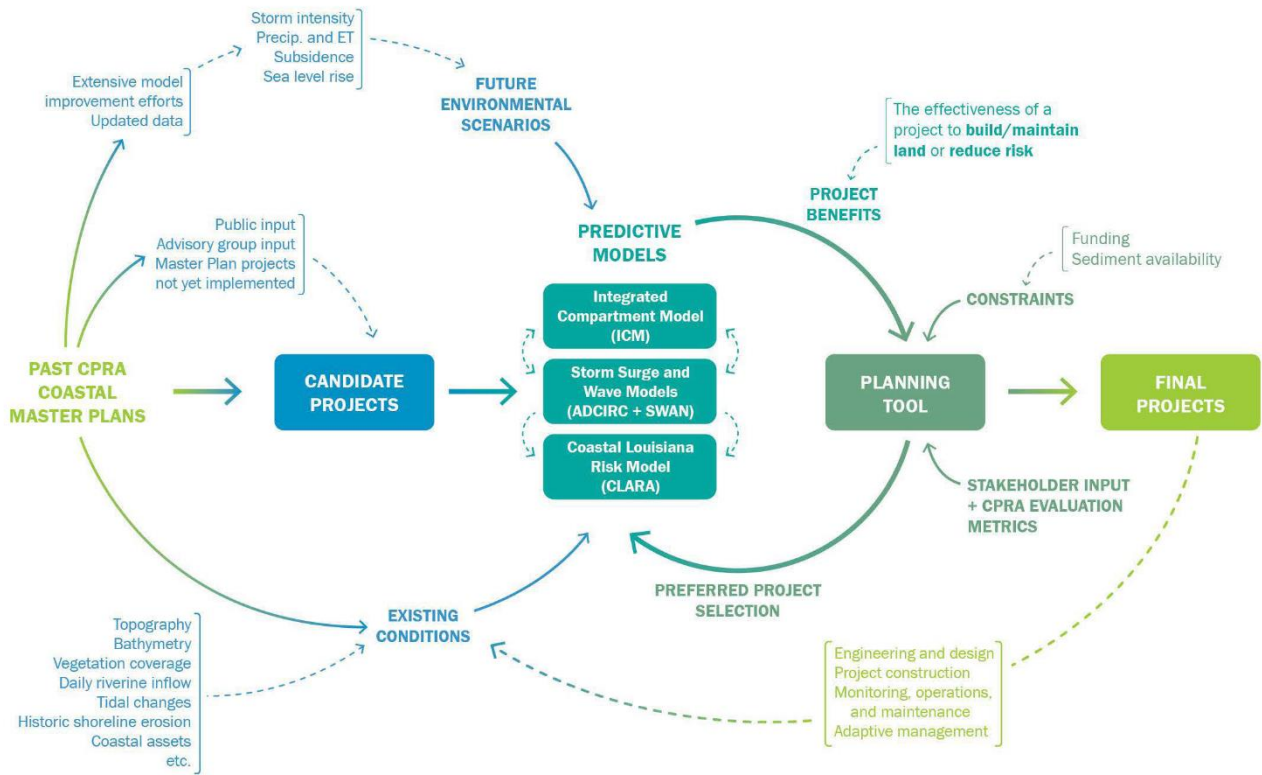 Storm intensity
Precip. and ET
Subsidence
Sea level rise
Extensive model
improvement efforts
Updated data
FUTURE
ENVIRONMENTAL
SCENARIOS
The effectiveness of a
project to build/maintain
land or reduce risk
PROJECT
BENEFITS
Public input
Advisory group input
Master Plan projects
not yet implemented
PREDICTIVE
MODELS
Funding
Sediment availability
CONSTRAINTS
Integrated
Compartment Model
(ICM)
PAST CPRA
COASTAL
MASTER PLANS
CANDIDATE
PROJECTS
Storm Surge and
Wave Models
(ADCIRC + SWAN)
PLANNING
TOOL
FINAL
PROJECTS
Coastal Louisiana
Risk Model
(CLARA)
STAKEHOLDER INPUT
+ CPRA EVALUATION
METRICS
PREFERRED PROJECT
SELECTION
EXISTING
CONDITIONS
Topography
Bathymetry
Vegetation coverage
Daily riverine inflow
Tidal changes
Historic shoreline erosion
Coastal assets
etc.
Engineering and design
Project construction
Monitoring, operations,
and maintenance
Adaptive management